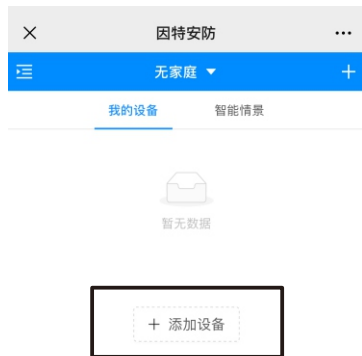 因特安防
无家庭
我的设备 智能情景
暂无数据
+ 添加设备